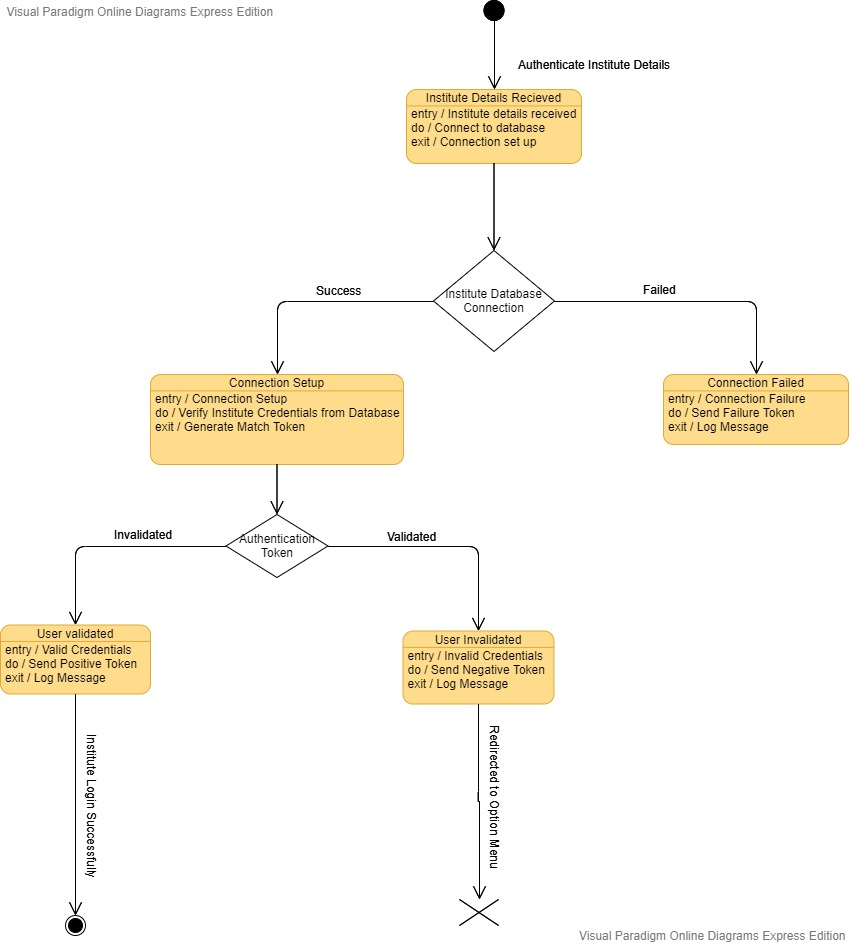 Visual Paradigm Online Diagrams Express Edition
Authenticate Institute Details
Institute Details Recieved
entry / Institute details received
do / Connect to database
exit / Connection set up
Institute Database
Connection
Success
Failed
Connection Setup
entry / Connection Setup
do / Verify Institute Credentials from Database
exit / Generate Match Token
Connection Failed
entry / Connection Failure
do / Send Failure Token
exit / Log Message
Authentication
Token
Invalidated
Validated
User validated
entry / Valid Credentials
do / Send Positive Token
exit / Log Message
User Invalidated
entry / Invalid Credentials
do / Send Negative Token
exit / Log Message
Institute Login Successfully
Redirected to Option Menu
Visual Paradigm Online Diagrams Express Edition